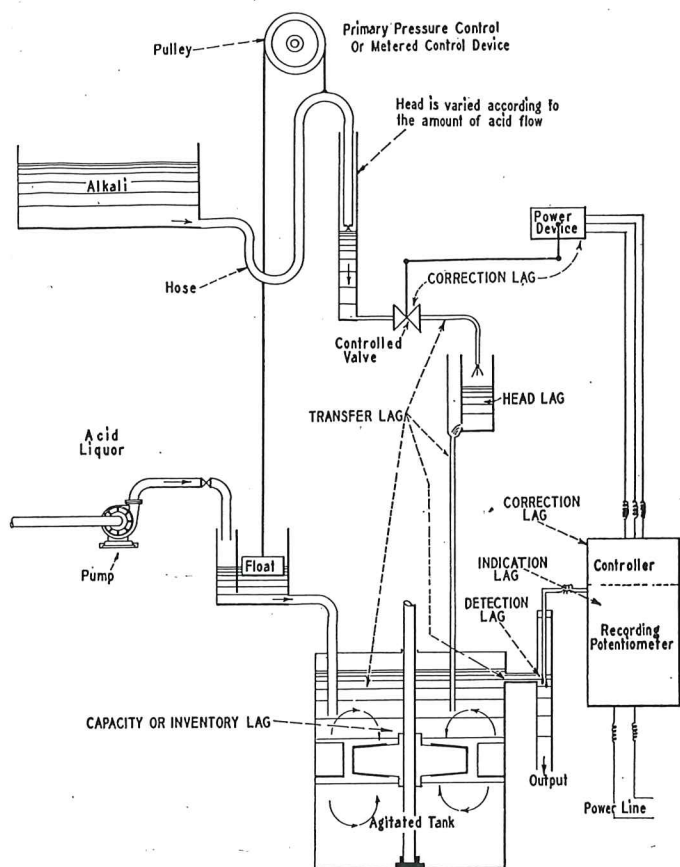 Primary Pressure Control
Or Metered Control Device
Pulley
Head is varied according to
the amount of acid flow
Alkali
Power
Device
Hose
CORRECTION LAG
Controlled
Valve
HEAD LAG
TRANSFER LAG
Acid
Liquor
CORRECTION
LAG
Pump
Float
INDICATION
LAG
Controller
DETECTION
LAG
Recording
Potentiometer
CAPACITY OR INVENTORY LAG
Output
Agitated Tank
Power Line